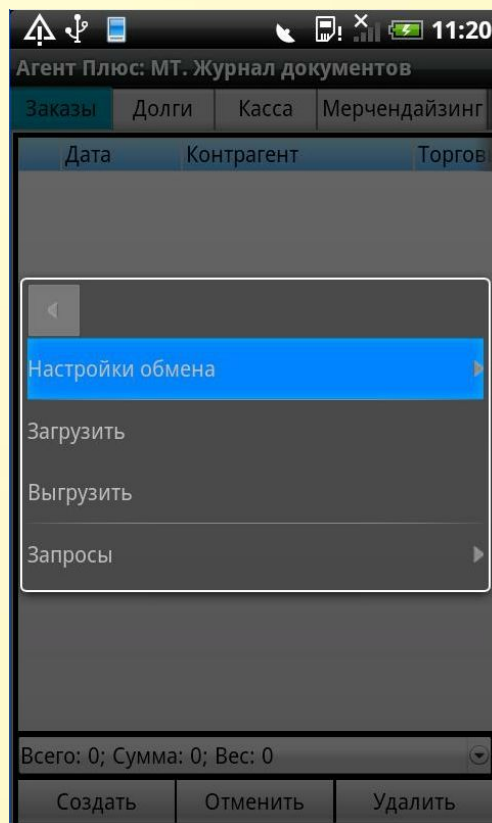 11:20
Агент Плюс: МТ. Журнал документов
Заказы Долги Касса Мерчендайзинг
Дата Контрагент Торгов
Настройки обмена
Загрузить
Выгрузить
Запросы
Всего: 0; Сумма: 0; Вес: 0
Создать Отменить Удалить